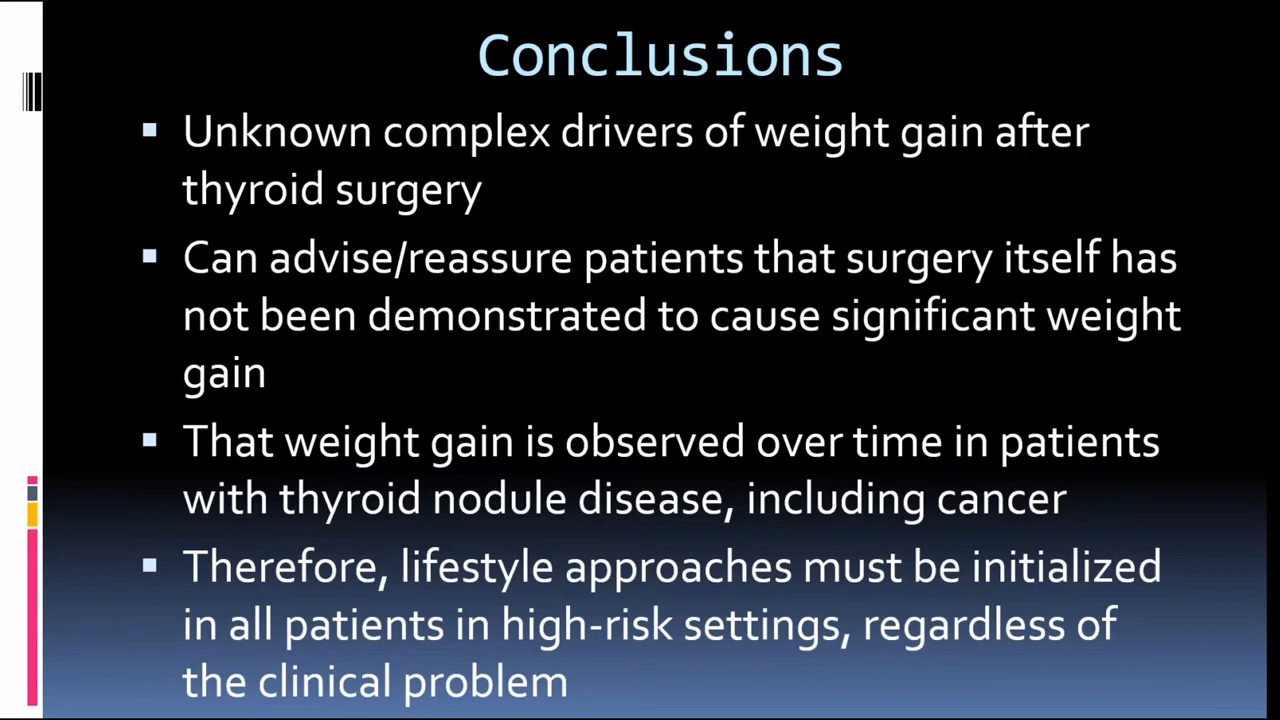 Conclusions
▪ Unknown complex drivers of weight gain after
thyroid surgery
▪ Can advise/reassure patients that surgery itself has
not been demonstrated to cause significant weight
gain
▪ That weight gain is observed over time in patients
with thyroid nodule disease, including cancer
▪ Therefore, lifestyle approaches must be initialized
in all patients in high-risk settings, regardless of
the clinical problem